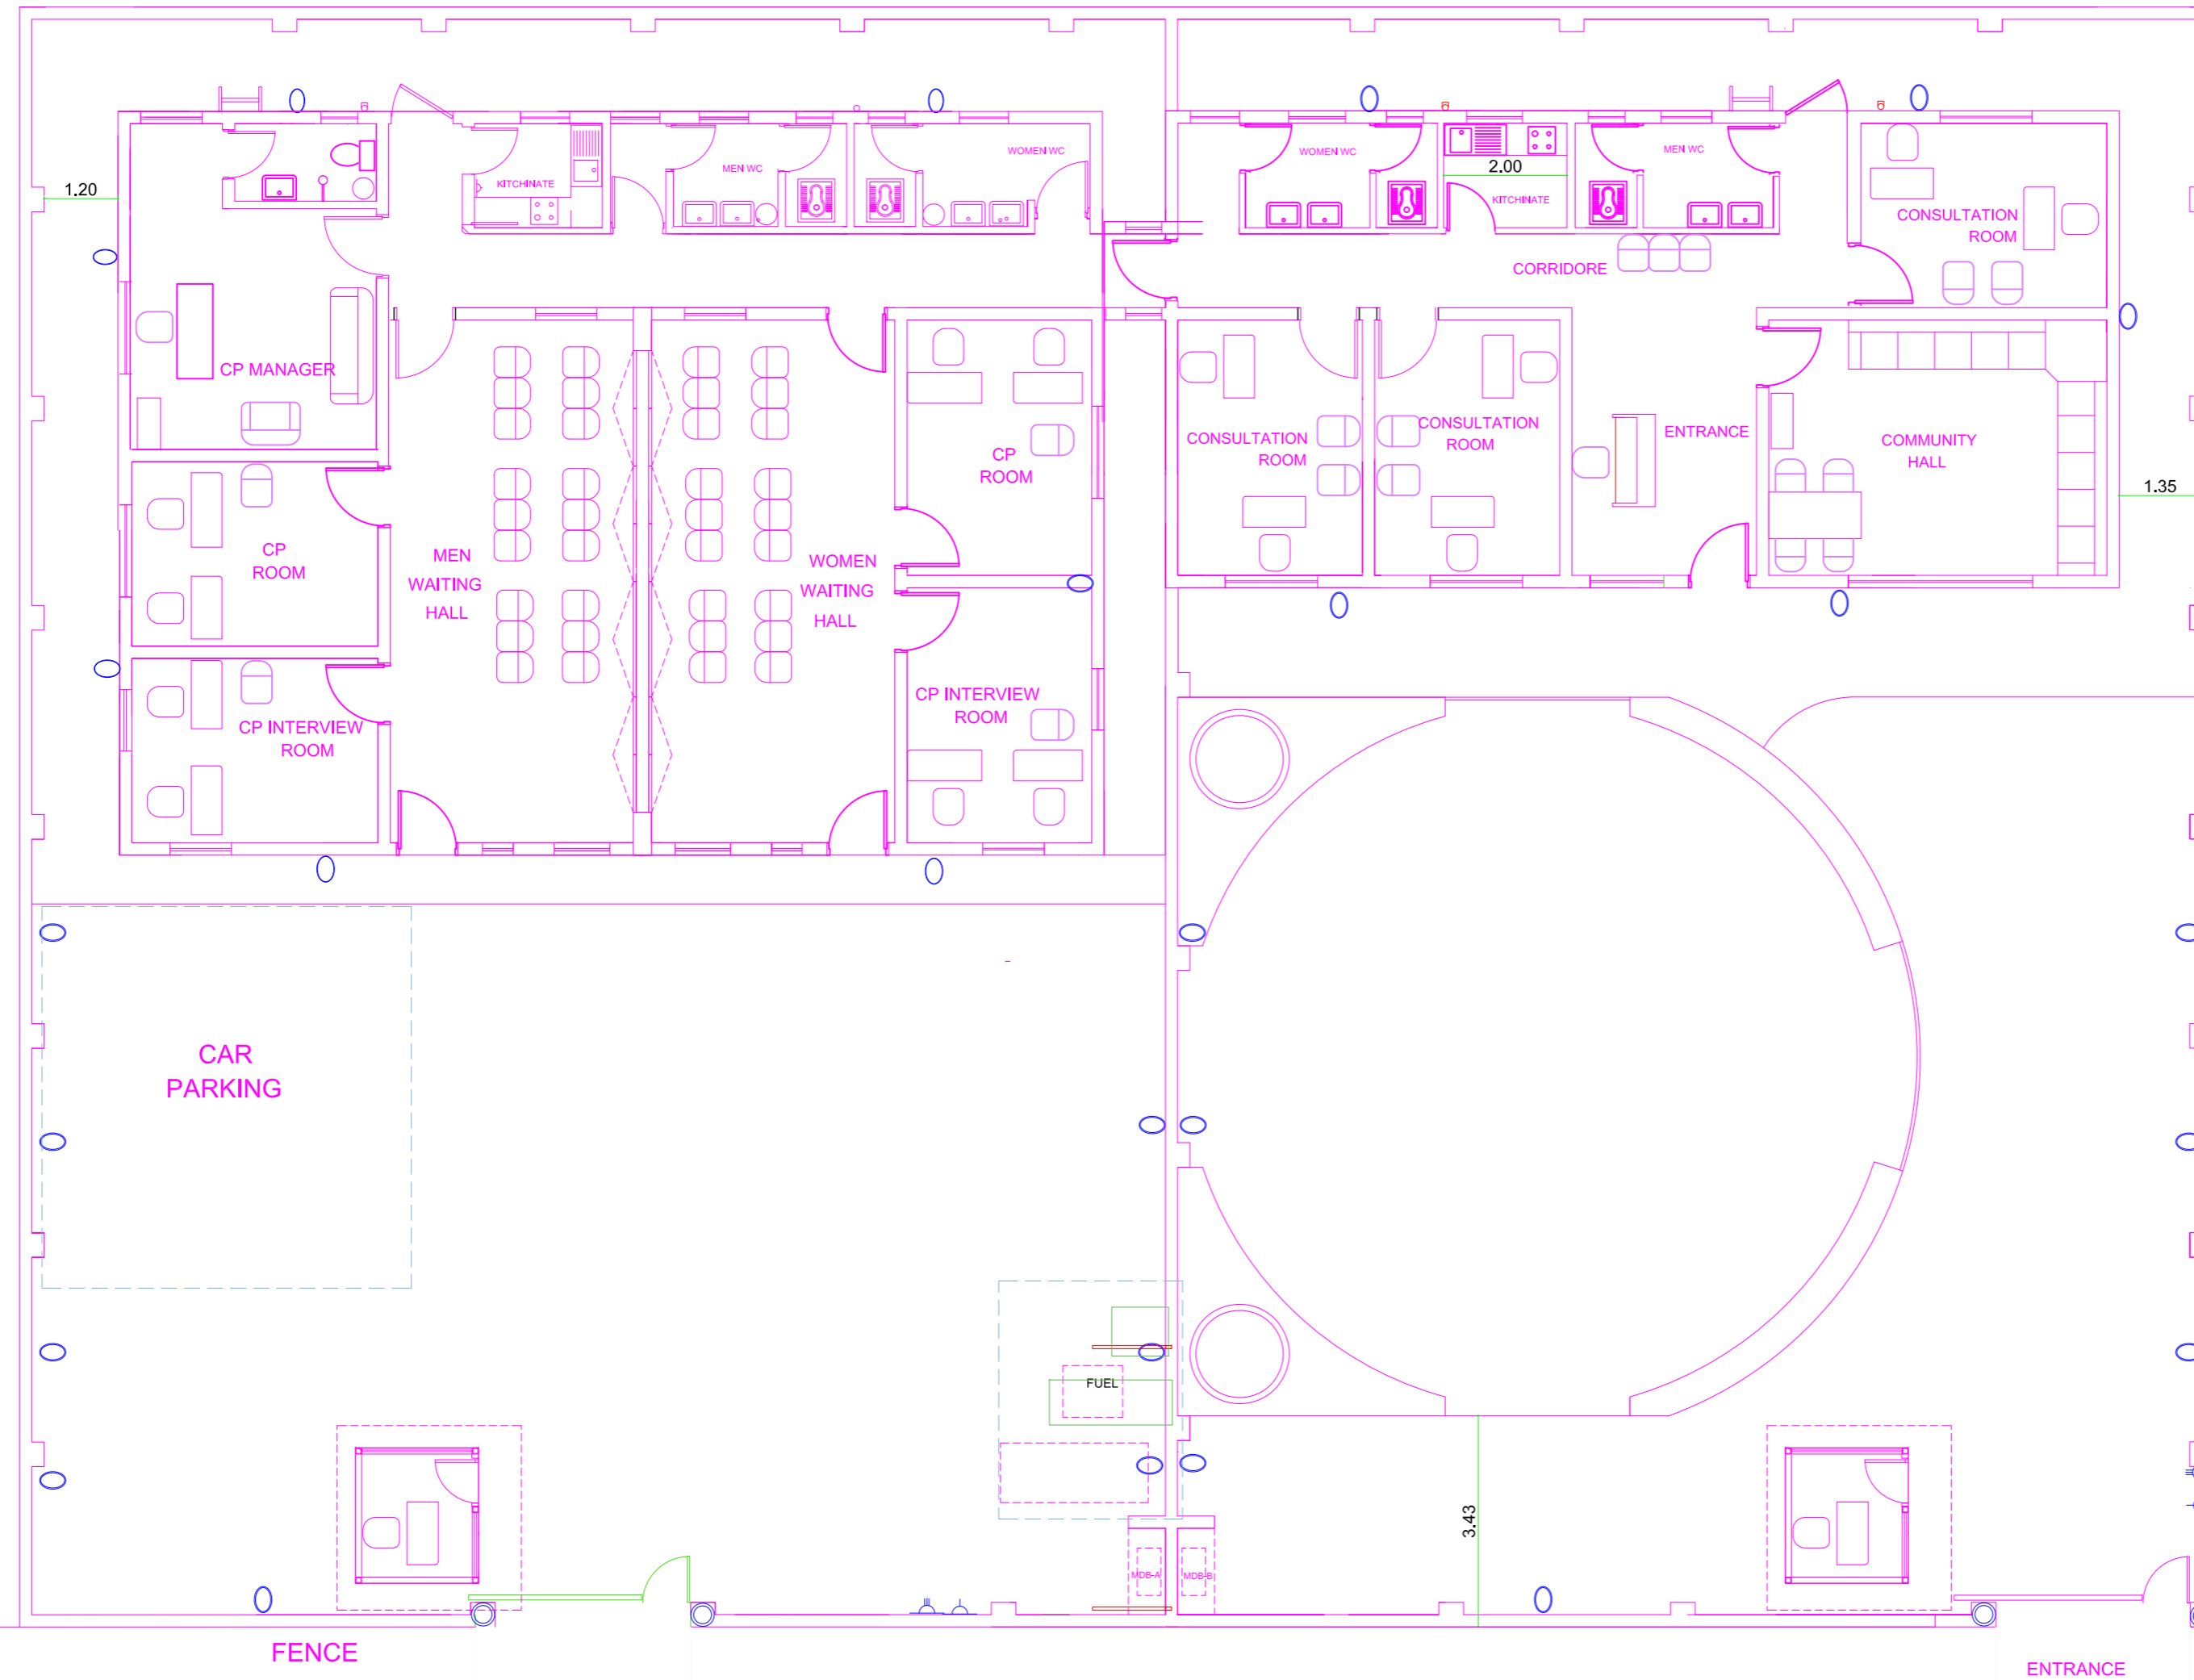 1.20
KITCHINATE
MEN WC
WOMEN WC
WOMEN WC
2.00
KITCHINATE
MEN WC
CONSULTATION
ROOM
CORRIDORE
CP MANAGER
CP
ROOM
CONSULTATION
ROOM
CONSULTATION
ROOM
ENTRANCE
COMMUNITY
HALL
1.35
CP
ROOM
MEN
WAITING
HALL
WOMEN
WAITING
HALL
CP INTERVIEW
ROOM
CP INTERVIEW
ROOM
CAR
PARKING
FUEL
3.43
MDB-A
MDB-B
FENCE
ENTRANCE